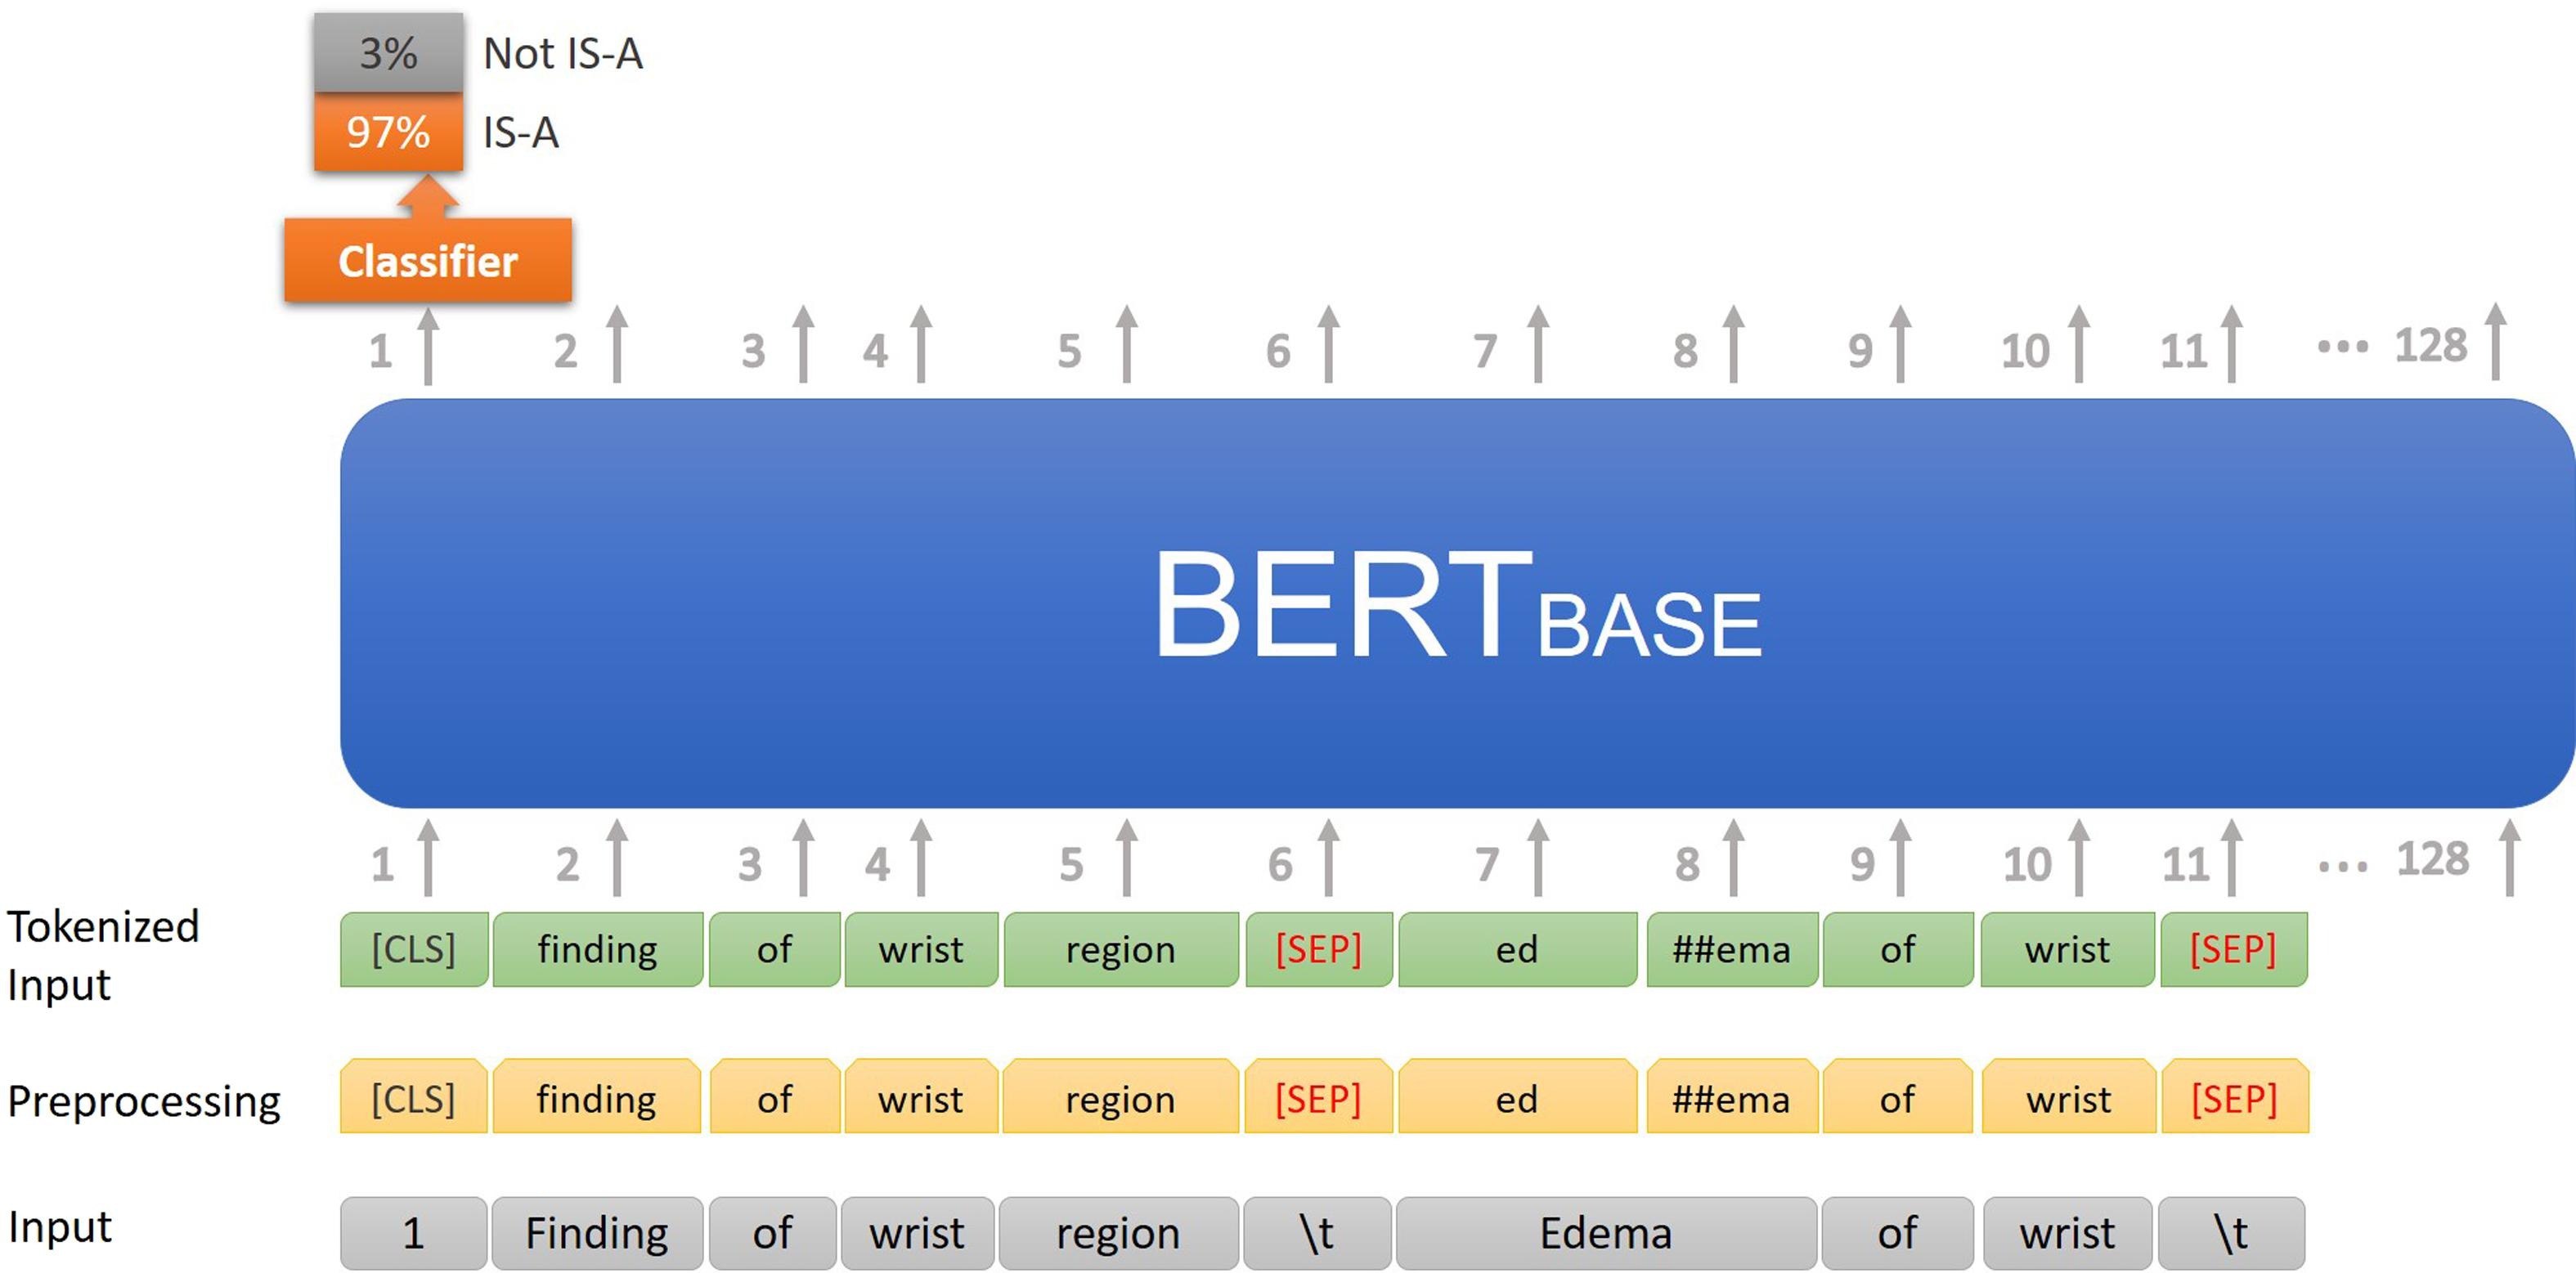 3% Not IS-A
97% IS-A
Classifier
1 2 3 4 5 6 7 8 9 10 11 ... 128
BERT BASE
1 2 3 4 5 6 7 8 9 10 11 ... 128
Tokenized
Input
[CLS] finding of wrist region [SEP] ed ##ema of wrist [SEP]
Preprocessing [CLS] finding of wrist region [SEP] ed ##ema of wrist [SEP]
Input 1 Finding of wrist region \t Edema of wrist \t